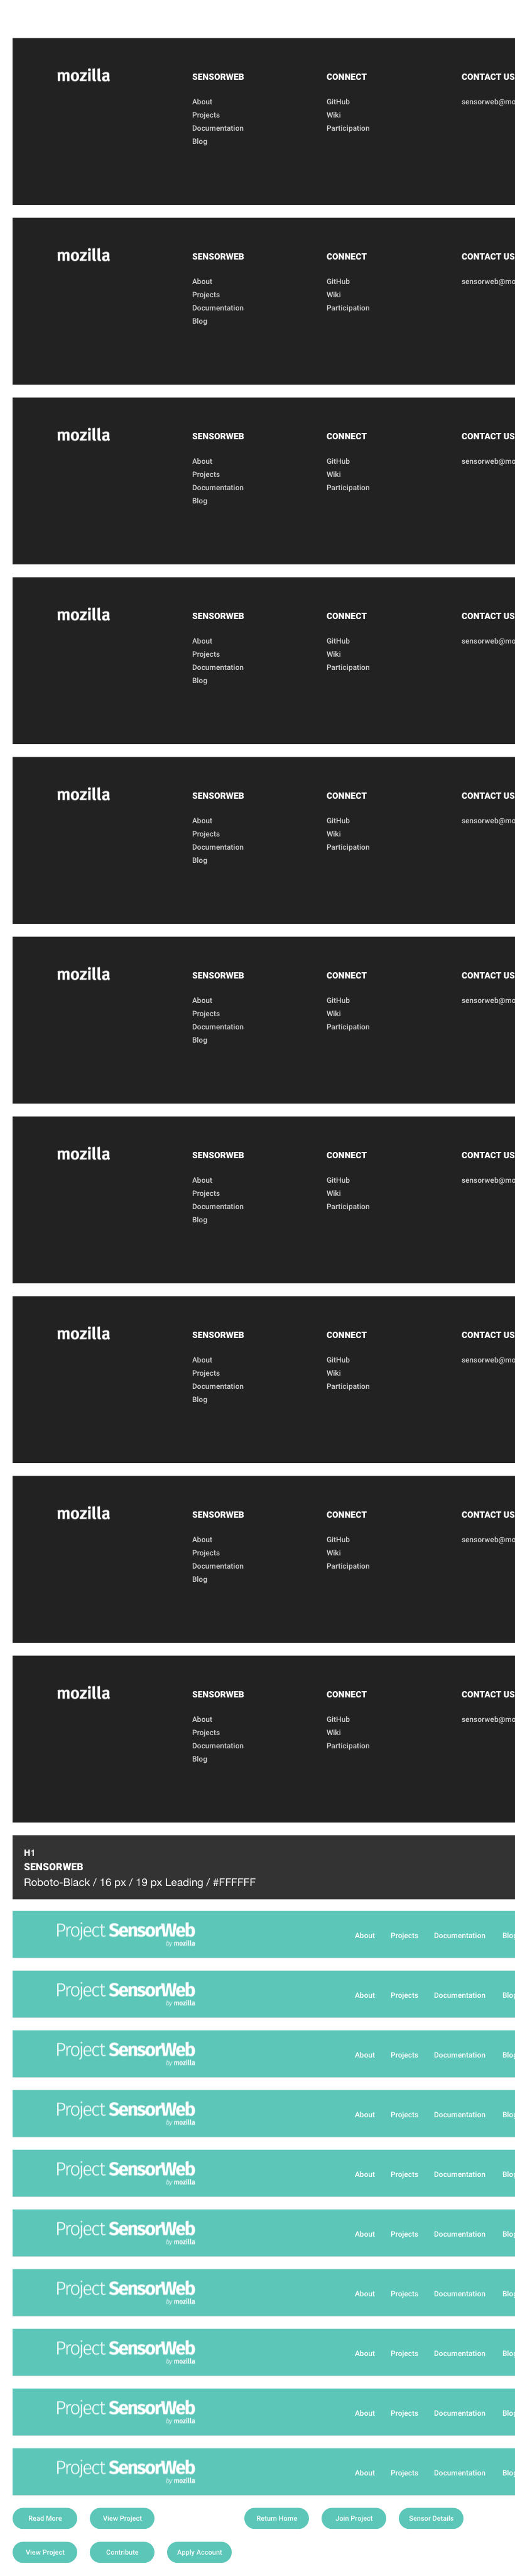 mozilla SENSORWEB CONNECT CONTACT US
About GitHub sensorweb@mo
Projects Wiki
Documentation Participation
Blog
mozilla SENSORWEB CONNECT CONTACT US
About GitHub sensorweb@mo
Projects Wiki
Documentation Participation
Blog
mozilla SENSORWEB CONNECT CONTACT US
About GitHub sensorweb@mo
Projects Wiki
Documentation Participation
Blog
mozilla SENSORWEB CONNECT CONTACT US
About GitHub sensorweb@mo
Projects Wiki
Documentation Participation
Blog
mozilla SENSORWEB CONNECT CONTACT US
About GitHub sensorweb@mo
Projects Wiki
Documentation Participation
Blog
mozilla SENSORWEB CONNECT CONTACT US
About GitHub sensorweb@mo
Projects Wiki
Documentation Participation
Blog
mozilla SENSORWEB CONNECT CONTACT US
About GitHub sensorweb@mo
Projects Wiki
Documentation Participation
Blog
mozilla SENSORWEB CONNECT CONTACT US
About GitHub sensorweb@mo
Projects Wiki
Documentation Participation
Blog
mozilla SENSORWEB CONNECT CONTACT US
About GitHub sensorweb@mo
Projects Wiki
Documentation Participation
Blog
mozilla SENSORWEB CONNECT CONTACT US
About GitHub sensorweb@mo
Projects Wiki
Documentation Participation
Blog
H1
SENSORWEB
Roboto-Black / 16 px / 19 px Leading / #FFFFFF
Project SensorWeb About Projects Documentation Blog
by mozilla
Project SensorWeb About Projects Documentation Blog
by mozilla
Project SensorWeb About Projects Documentation Blog
by mozilla
Project SensorWeb About Projects Documentation Blog
by mozilla
Project SensorWeb About Projects Documentation Blog
by mozilla
Project SensorWeb About Projects Documentation Blog
by mozilla
Project SensorWeb About Projects Documentation Blog
by mozilla
Project SensorWeb About Projects Documentation Blog
by mozilla
Project SensorWeb About Projects Documentation Blog
by mozilla
Project SensorWeb About Projects Documentation Blog
by mozilla
Read More View Project Return Home Join Project Sensor Details
View Project Contribute Apply Account